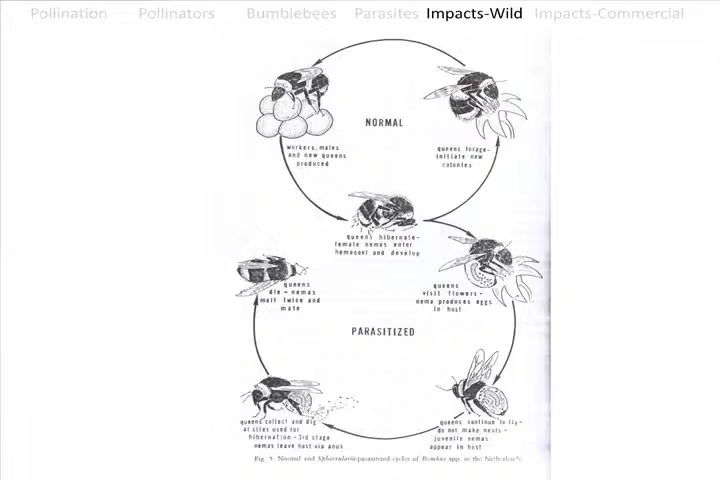 Pollination Pollinators Bumblebees Parasites Impacts-Wild Impacts-Commercial
NORMAL
workers, males
and new queens
produced
queens forage-
initiate new
colonies
queens hibernate-
female nemas enter
hemocoel and develop
queens
die - nemas
molt twice and
mate
queens
visit flowers-
nema produces eggs
in host
PARASITIZED
queens collect and dig
at sites used for
hibernation-3rd stage
nemas leave host via anus
queens continue to fly-
do not make nests-
juvenile nemas
appear in host
Fig. 5. Normal and Sphaerularia-parasitized cycles of Bombus spp. in the Netherlands